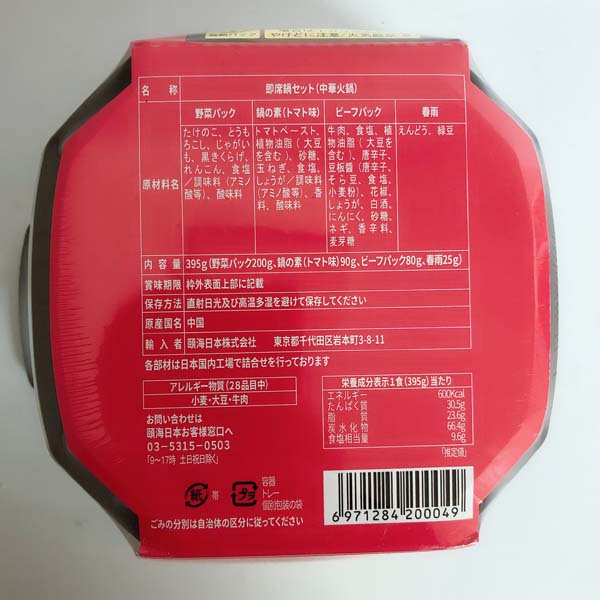 やけどに注意
名 称 即席鍋セット(中華火鍋)
原材料名
野菜パック
たけのこ、とうも
ろこし、じゃがい
も、黒きくらげ、
れんこん、食塩
/調味料(アミノ
酸等)、酸味料
鍋の素(トマト味)
トマトペースト、
植物油脂(大豆
を含む)、砂糖、
玉ねぎ、食塩、
しょうが/調味料
(アミノ酸等)、香
料、酸味料
ビーフパック
牛肉、食塩、植
物油脂(大豆を
含む)、唐辛子、
豆板醤(唐辛子、
そら豆、食塩、
小麦粉)、花椒、
しょうが、白酒、
にんにく、砂糖、
ネギ、香辛料、
麦芽糖
春雨
えんどう、緑豆
内 容 量 395g(野菜パック200g、鍋の素(トマト味)90g、ビーフパック80g、春雨25g)
賞味期限 枠外表面上部に記載
保存方法 直射日光及び高温多湿を避けて保存してください
原産国名 中国
輸 入 者 頤海日本株式会社 東京都千代田区岩本町3-8-11
各部材は日本国内工場で詰合せを行っております
アレルギー物質(28品目中)
小麦・大豆・牛肉
お問い合わせは
頤海日本お客様窓口へ
03-5315-0503
「9~17時 土日祝日除く」
栄養成分表示1食(395g)当たり
エネルギー 600Kcal
たんぱく質 30.5g
脂 質 23.6g
炭水化物 66.4g
食塩相当量 9.6g
「推定値」
紙 帯
プラ 容器
トレー
個別包装の袋
ごみの分別は自治体の区分に従ってください
6 971284 200049